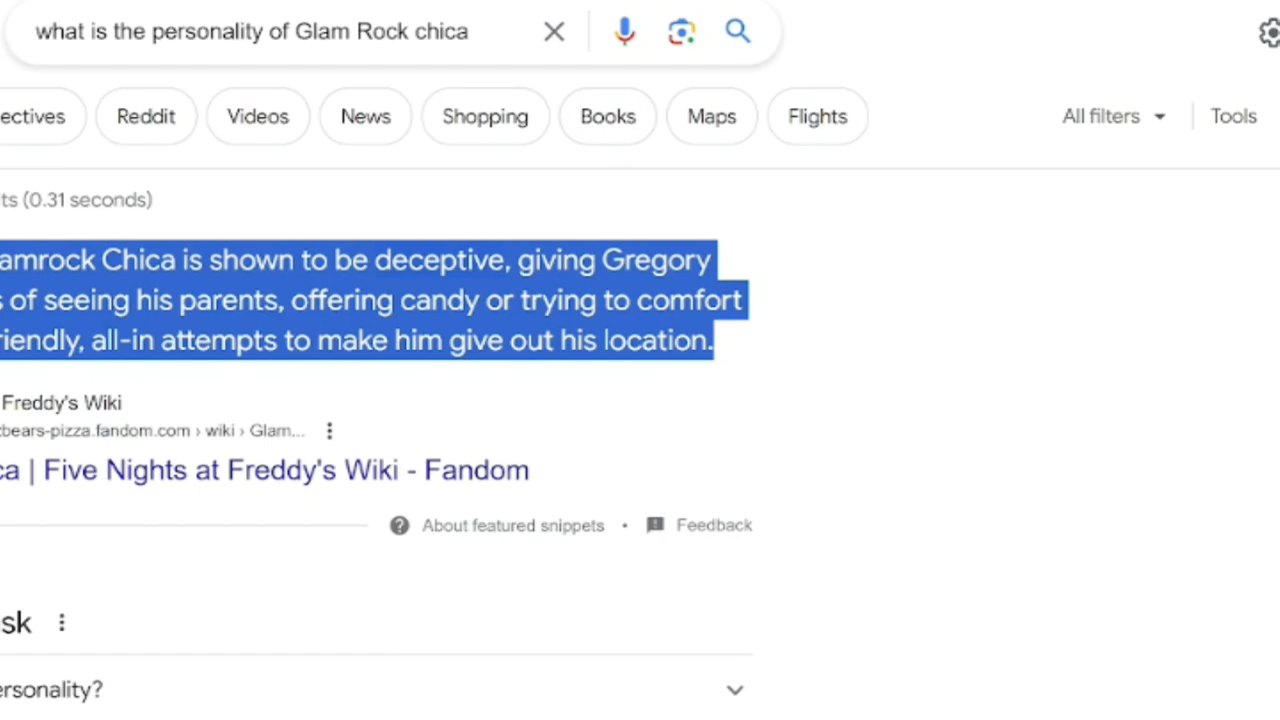 what is the personality of Glam Rock chica
ectives Reddit Videos News Shopping Books Maps Flights All filters Tools
ts (0.31 seconds)
amrock Chica is shown to be deceptive, giving Gregory
s of seeing his parents, offering candy or trying to comfort
riendly, all-in attempts to make him give out his location.
Freddy's Wiki
tbears-pizza.fandom.com › wiki › Glam...
ca | Five Nights at Freddy's Wiki - Fandom
About featured snippets • Feedback
sk
ersonality?